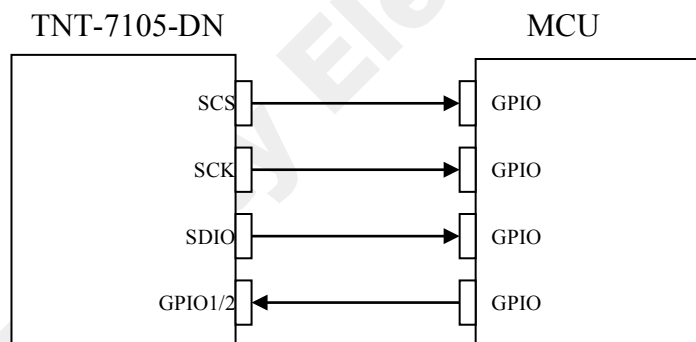 TNT-7105-DN MCU
SCS GPIO
SCK GPIO
SDIO GPIO
GPIO1/2 GPIO